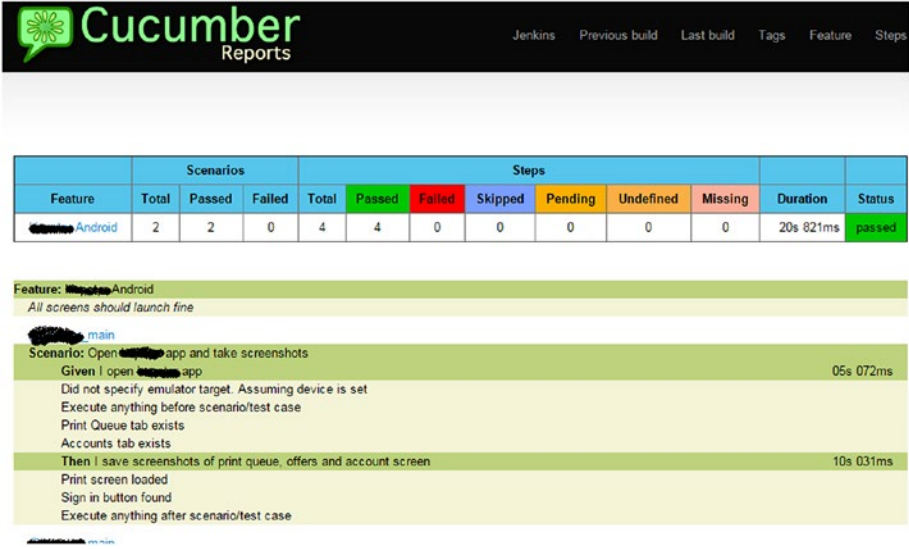 Cucumber
Reports
Jenkins Previous build Last build Tags Feature Steps
Scenarios Steps
Feature Total Passed Failed Total Passed Failed Skipped Pending Undefined Missing Duration Status
Android 2 2 0 4 4 0 0 0 0 0 20s 821ms passed
Feature: Android
All screens should launch fine
_main
Scenario: Open app and take screenshots
Given I open app 05s 072ms
Did not specify emulator target. Assuming device is set
Execute anything before scenario/test case
Print Queue tab exists
Accounts tab exists
Then I save screenshots of print queue, offers and account screen 10s 031ms
Print screen loaded
Sign in button found
Execute anything after scenario/test case
main